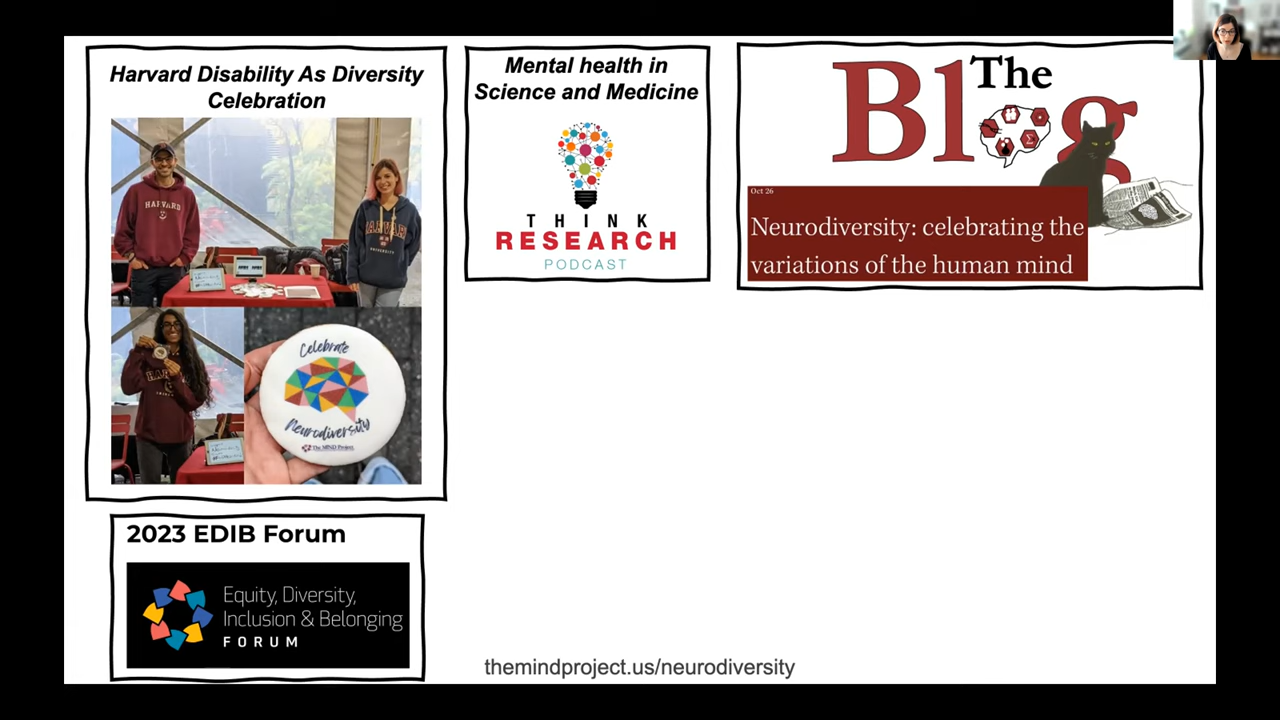 Harvard Disability As Diversity
Celebration
HARVARD
HARVARD
UNIVERSITY
Celebrate
Neurodiversity
The MIND Project
2023 EDIB Forum
Equity, Diversity,
Inclusion & Belonging
FORUM
Mental health in
Science and Medicine
THINK
RESEARCH
PODCAST
The
Blog
Σ
Oct 26
Neurodiversity: celebrating the
variations of the human mind
themindproject.us/neurodiversity